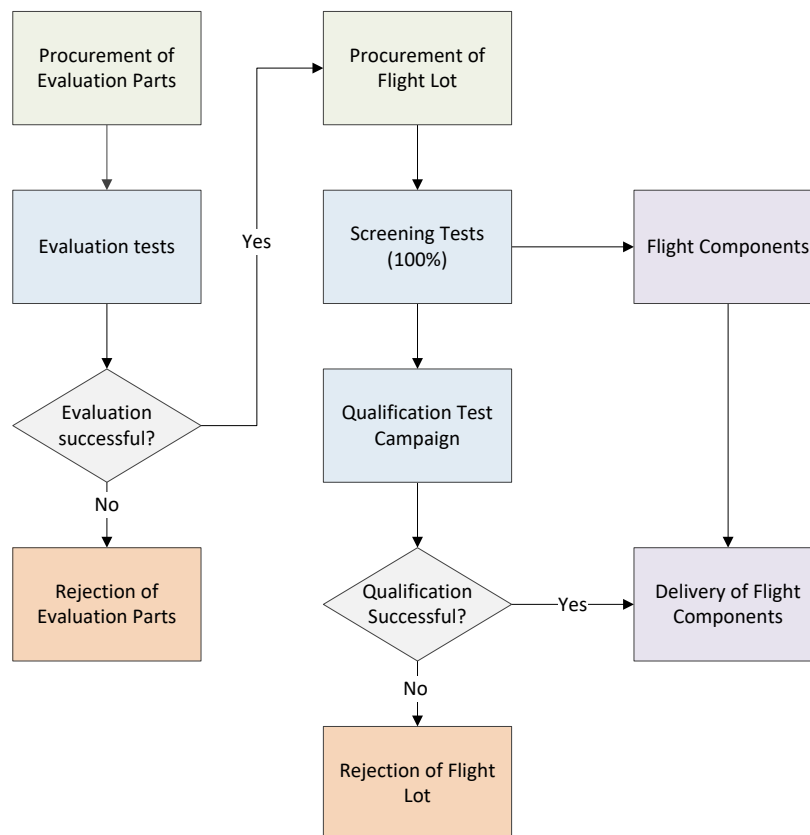 Procurement of
Evaluation Parts
Evaluation tests
Evaluation
successful?
Yes
No
Rejection of
Evaluation Parts
Procurement of
Flight Lot
Screening Tests
(100%)
Flight Components
Qualification Test
Campaign
Qualification
Successful?
Yes
Delivery of Flight
Components
No
Rejection of Flight
Lot